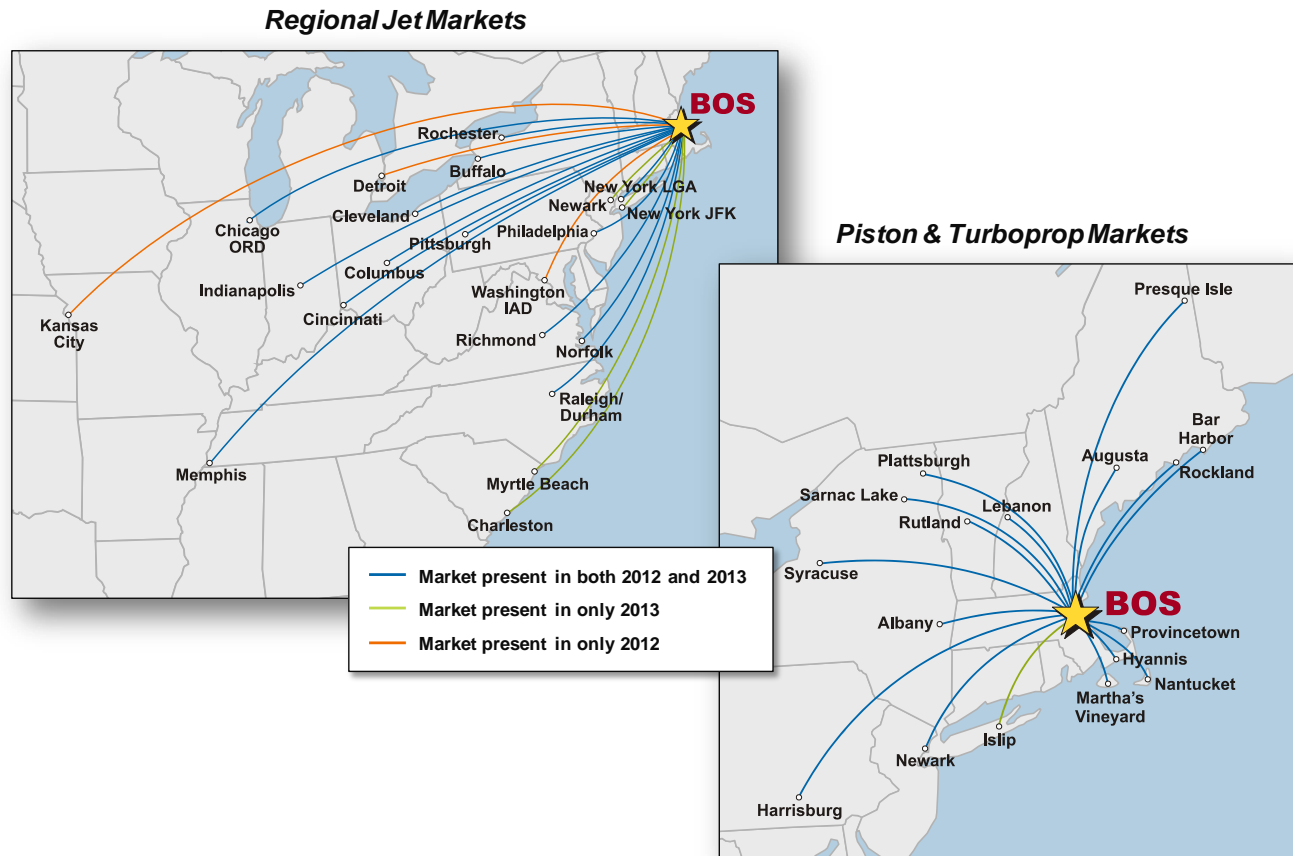 Regional Jet Markets
BOS
Rochester
Buffalo
Detroit
New York LGA
Newark
Cleveland
New York JFK
Chicago
ORD
Pittsburgh
Philadelphia
Columbus
Indianapolis
Washington
IAD
Cincinnati
Kansas
City
Richmond
Norfolk
Raleigh/
Durham
Memphis
Myrtle Beach
Charleston
Market present in both 2012 and 2013
Market present in only 2013
Market present in only 2012
Piston & Turboprop Markets
Presque Isle
Bar
Harbor
Augusta
Rockland
Plattsburgh
Sarnac Lake
Lebanon
Rutland
Syracuse
BOS
Albany
Provincetown
Hyannis
Nantucket
Martha's
Vineyard
Islip
Newark
Harrisburg